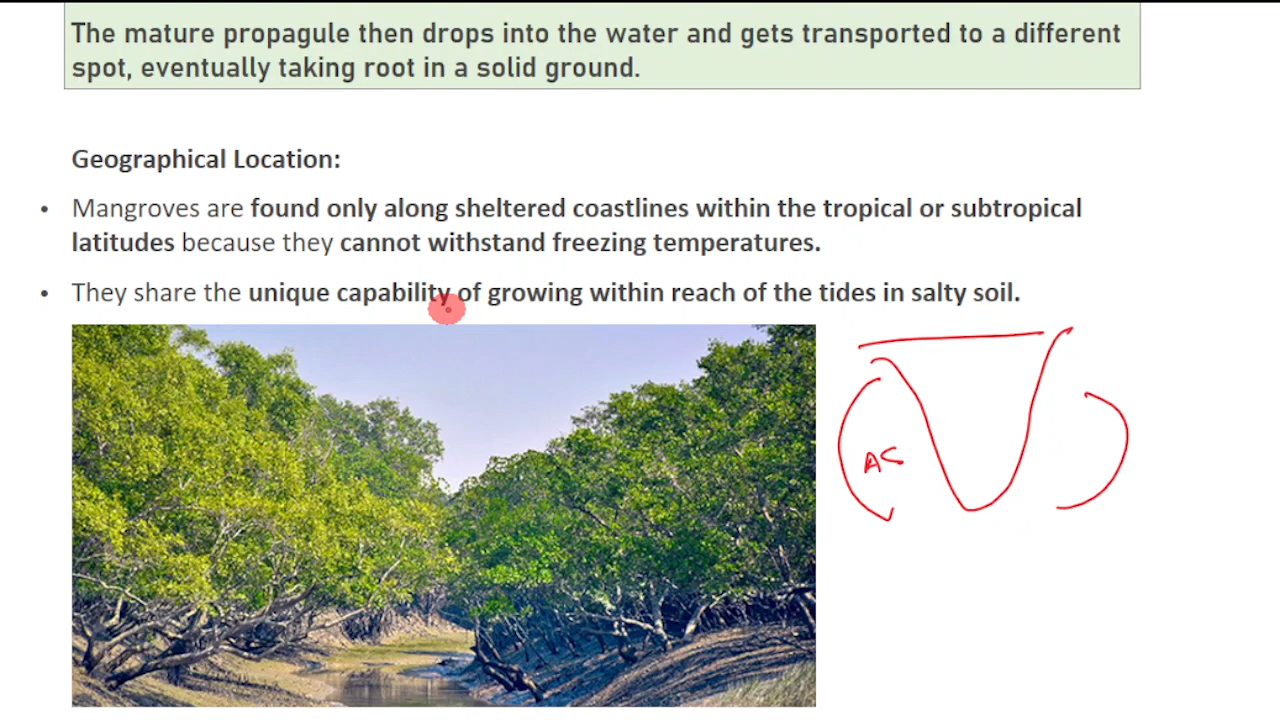 The mature propagule then drops into the water and gets transported to a different
spot, eventually taking root in a solid ground.
Geographical Location:
• Mangroves are found only along sheltered coastlines within the tropical or subtropical
latitudes because they cannot withstand freezing temperatures.
• They share the unique capability of growing within reach of the tides in salty soil.
AS